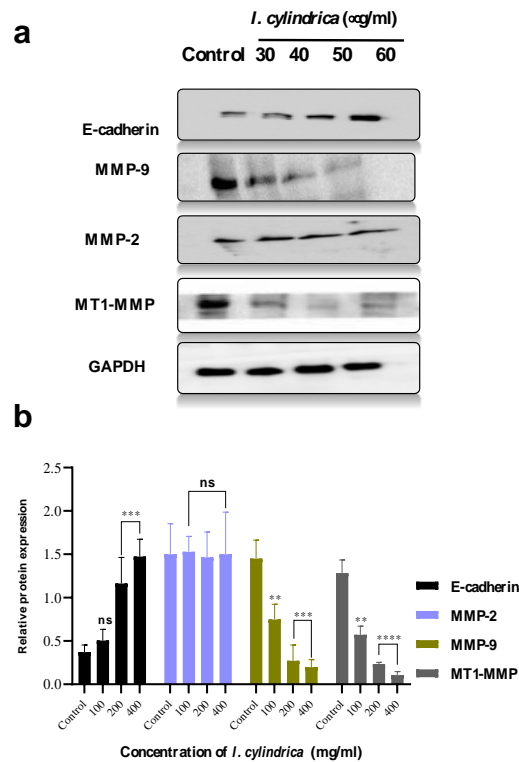 a
I. cylindrica (∝g/ml)
Control 30 40 50 60
E-cadherin
MMP-9
MMP-2
MT1-MMP
GAPDH
b
Relative protein expression
2.5
2.0
1.5
1.0
0.5
0.0
ns
***
ns
**
***
**
****
Control 100 200 400 Control 100 200 400 Control 100 200 400 Control 100 200 400
E-cadherin
MMP-2
MMP-9
MT1-MMP
Concentration of I. cylindrica (mg/ml)